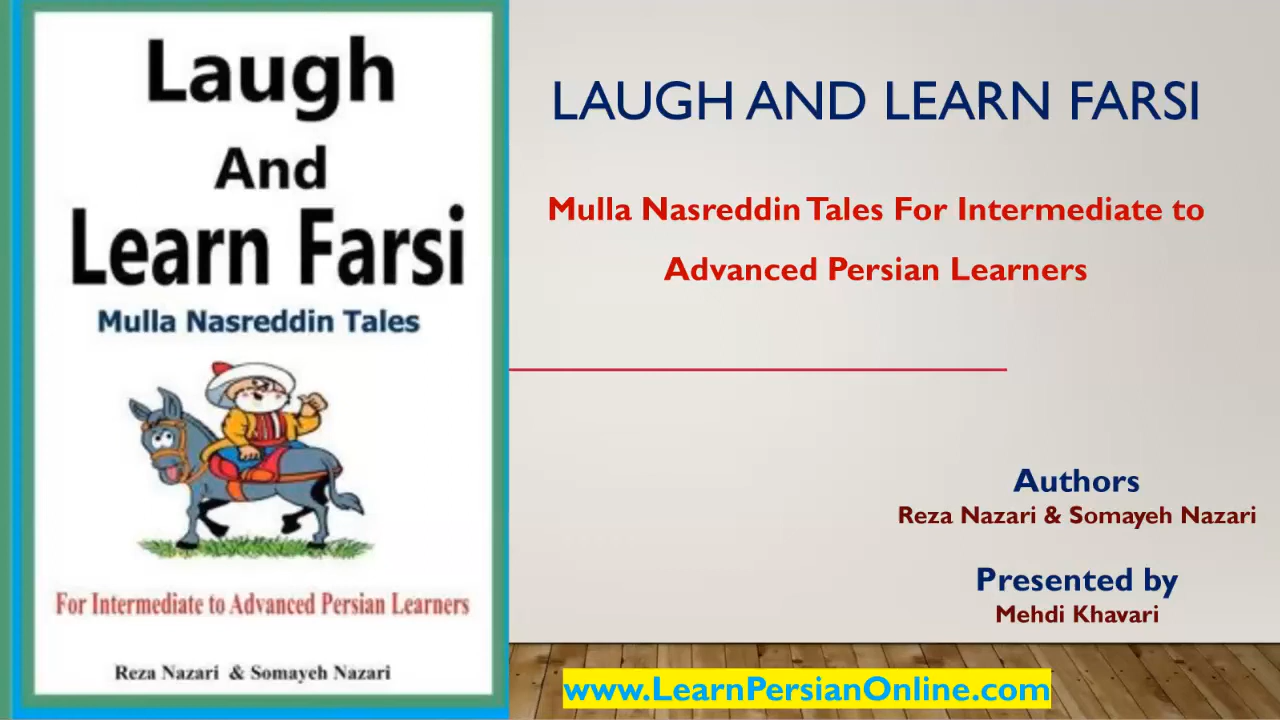 Laugh
And
Learn Farsi
Mulla Nasreddin Tales
For Intermediate to Advanced Persian Learners
Reza Nazari & Somayeh Nazari
LAUGH AND LEARN FARSI
Mulla Nasreddin Tales For Intermediate to
Advanced Persian Learners
Authors
Reza Nazari & Somayeh Nazari
Presented by
Mehdi Khavari
www.LearnPersianOnline.com